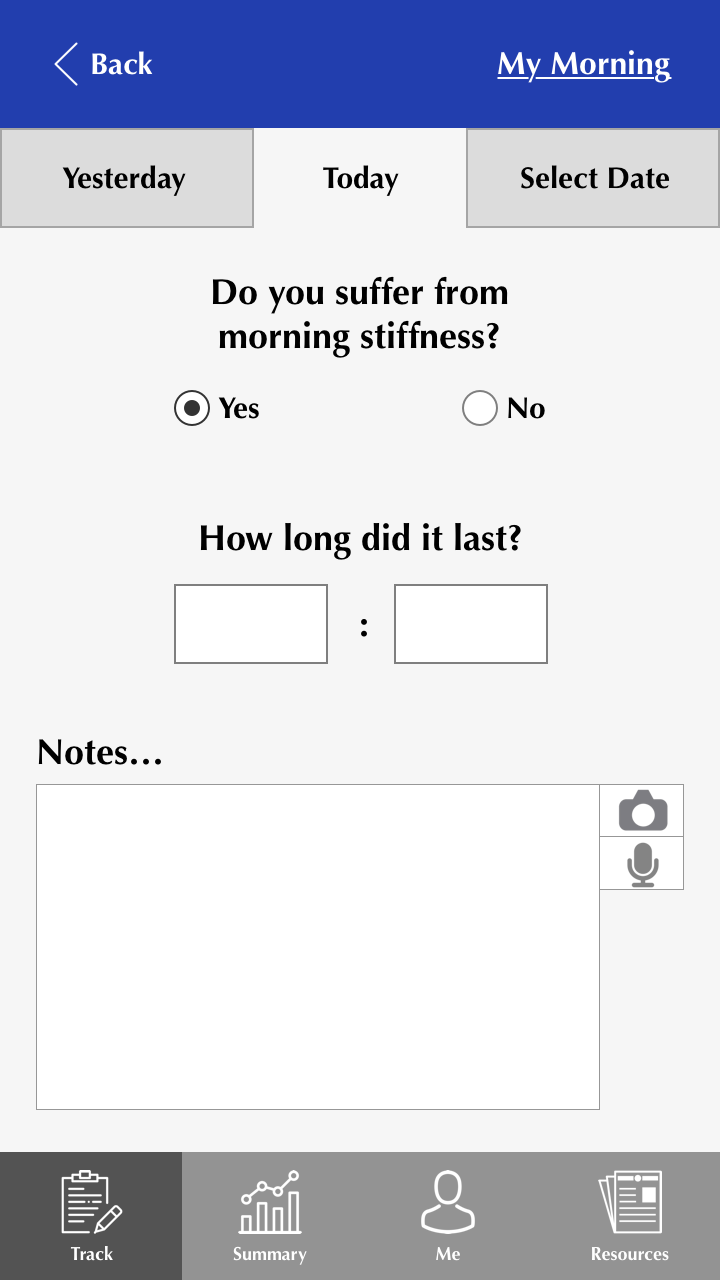 Back
My Morning
Yesterday
Today
Select Date
Do you suffer from
morning stiffness?
Yes
No
How long did it last?
:
Notes...
Track
Summary
Me
Resources